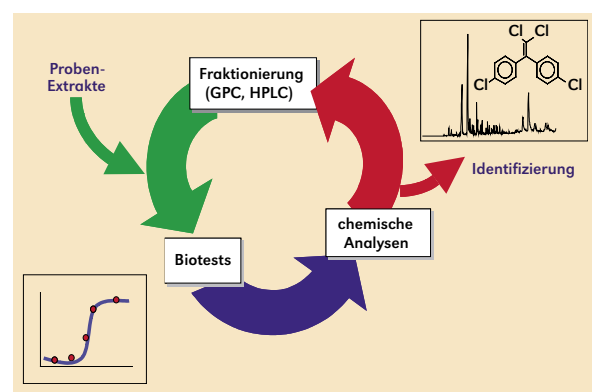 Proben-
Extrakte
Fraktionierung
(GPC, HPLC)
Cl Cl
Cl
Cl
Identifizierung
chemische
Analysen
Biotests